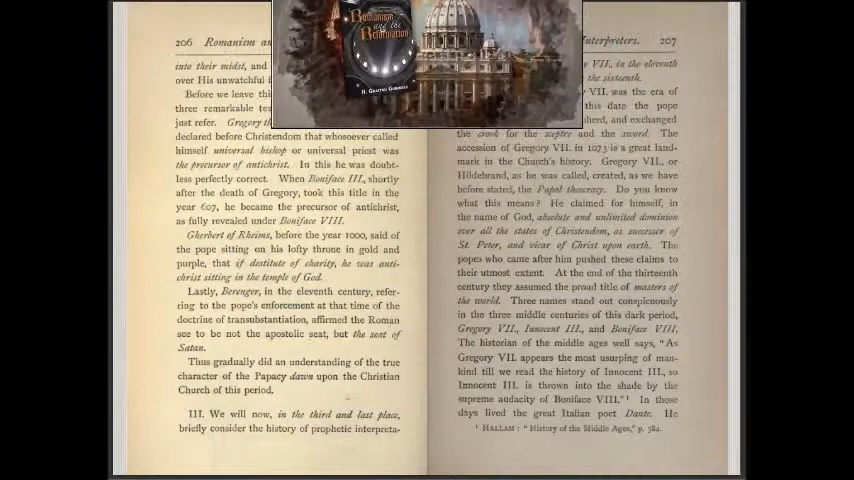 206 Romanism
into their midst, and
over His unwatchful
Before we leave thi
three remarkable tes
just refer. Gregory th
declared before Christendom that whosoever called
himself universal bishop or universal priest was
the precursor of antichrist. In this he was doubt-
less perfectly correct. When Boniface III., shortly
after the death of Gregory, took this title in the
year 607, he became the precursor of antichrist,
as fully revealed under Boniface VIII.
Gherbert of Rheims, before the year 1000, said of
the pope sitting on his lofty throne in gold and
purple, that if destitute of charity, he was anti-
christ sitting in the temple of God.
Lastly, Berenger, in the eleventh century, refer-
ring to the pope's enforcement at that time of the
doctrine of transubstantiation, affirmed the Roman
see to be not the apostolic seat, but the seat of
Satan.
Thus gradually did an understanding of the true
character of the Papacy dawn upon the Christian
Church of this period.
III. We will now, in the third and last place,
briefly consider the history of prophetic interpreta-
Romanism
and the
Reformation
H. Grattan Guinness
Interpreters. 207
VII., in the eleventh
the sixteenth.
VII. was the era of
this date the pope
herd, and exchanged
the crook for the sceptre and the sword. The
accession of Gregory VII. in 1073 is a great land-
mark in the Church's history. Gregory VII., or
Hildebrand, as he was called, created, as we have
before stated, the Papal theocracy. Do you know
what this means? He claimed for himself, in
the name of God, absolute and unlimited dominion
over all the states of Christendom, as successor of
St. Peter, and vicar of Christ upon earth. The
popes who came after him pushed these claims to
their utmost extent. At the end of the thirteenth
century they assumed the proud title of masters of
the world. Three names stand out conspicuously
in the three middle centuries of this dark period,
Gregory VII., Innocent III., and Boniface VIII.
The historian of the middle ages well says, "As
Gregory VII. appears the most usurping of man-
kind till we read the history of Innocent III., so
Innocent III. is thrown into the shade by the
supreme audacity of Boniface VIII." ¹ In those
days lived the great Italian poet Dante. He
¹ HALLAM: "History of the Middle Ages," p. 384.